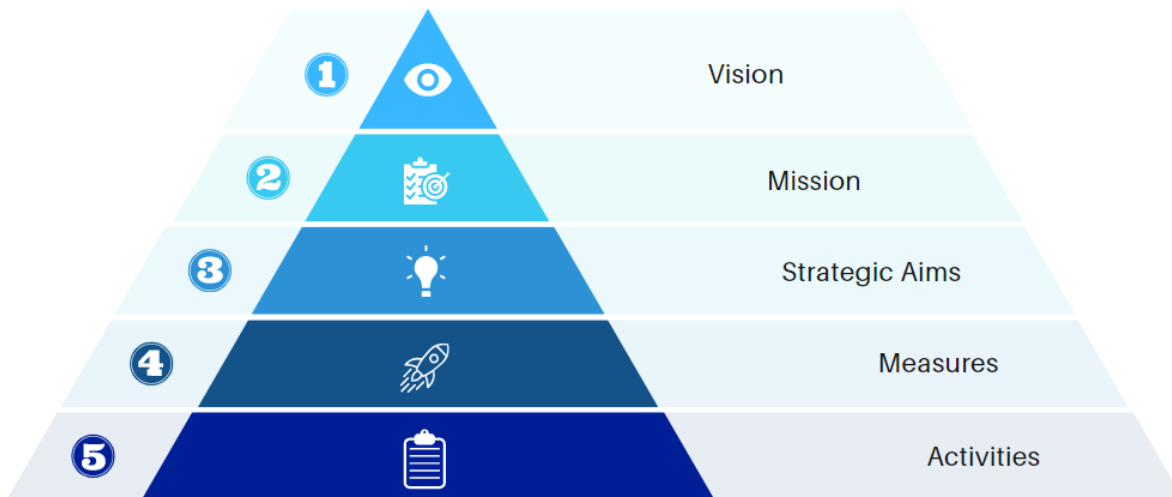 1 Vision
2 Mission
3 Strategic Aims
4 Measures
5 Activities